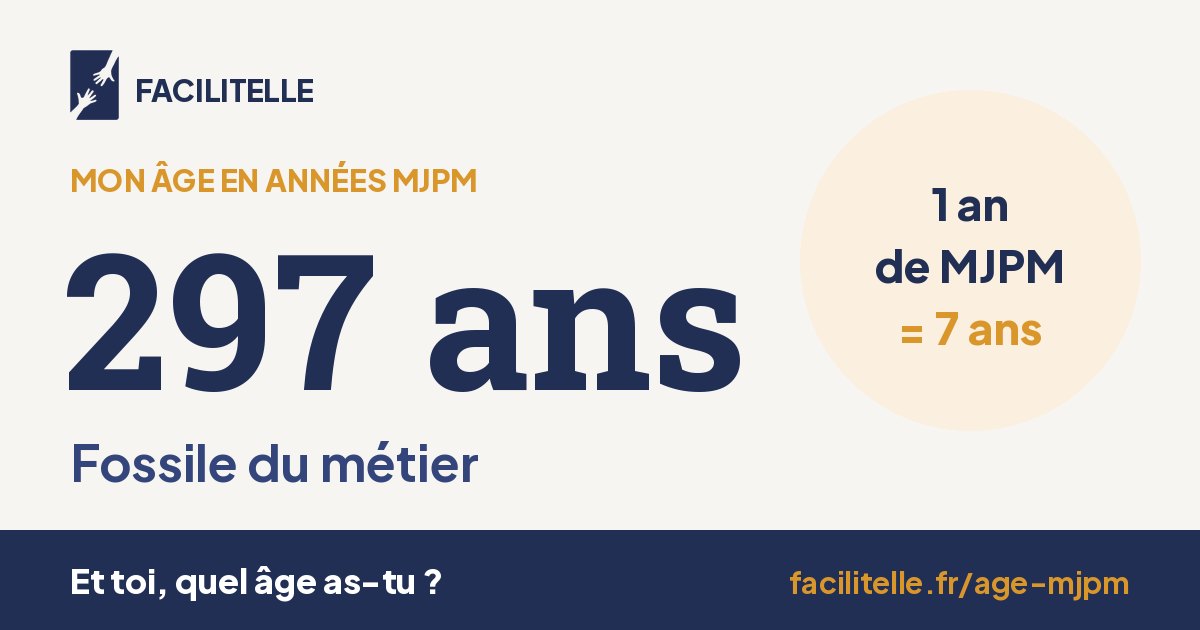 FACILITELLE
MON ÂGE EN ANNÉES MJPM
297 ans
Fossile du métier
1 an
de MJPM
= 7 ans
Et toi, quel âge as-tu ?
facilitelle.fr/age-mjpm